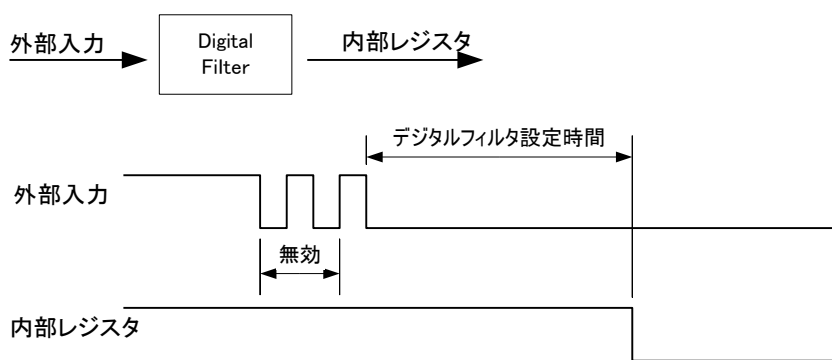 外部入力
Digital
Filter
内部レジスタ
デジタルフィルタ設定時間
外部入力
無効
内部レジスタ